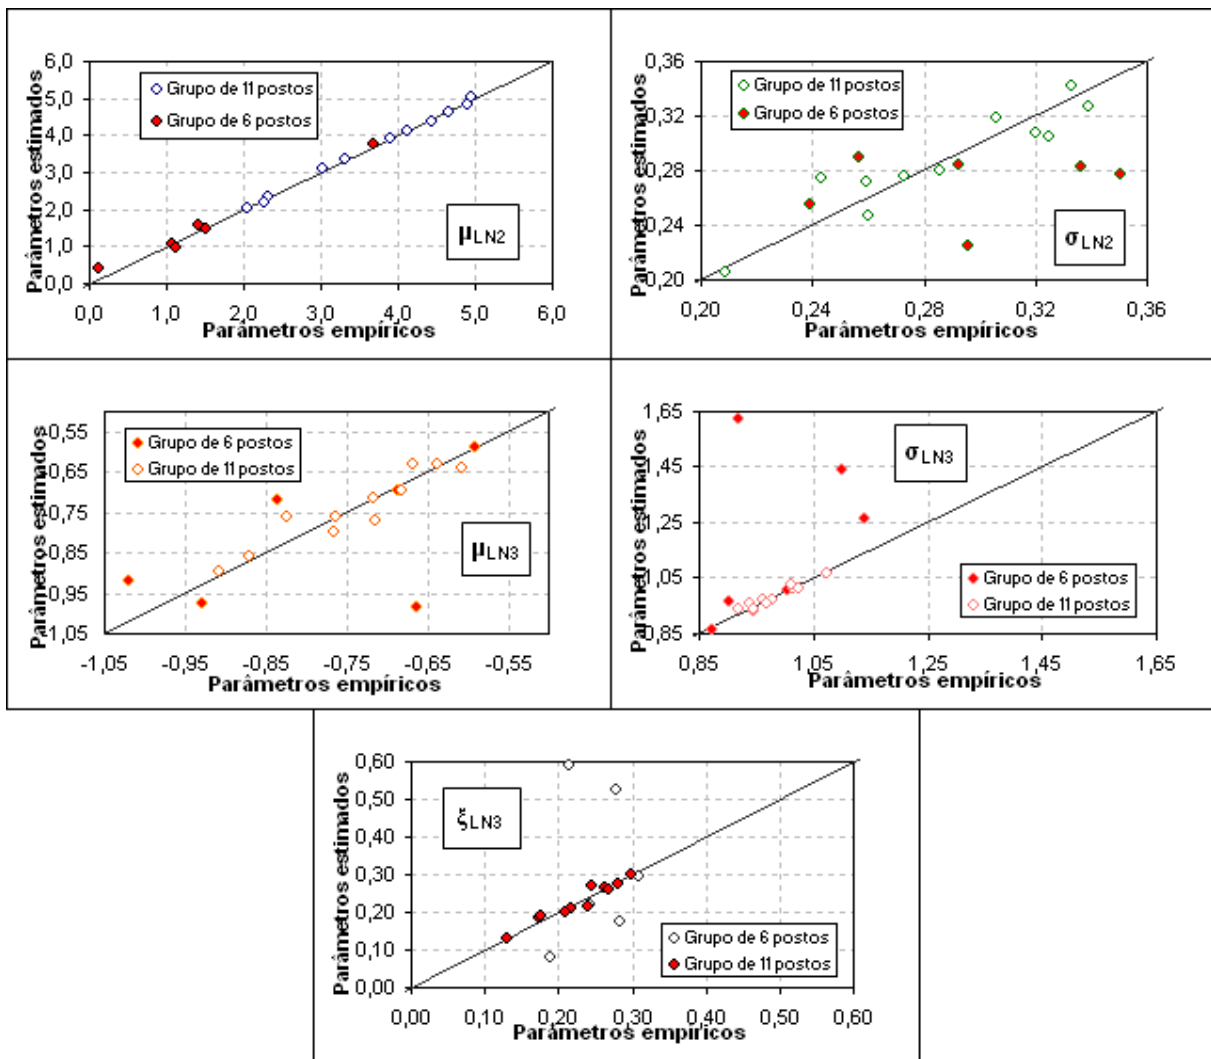 Parâmetros estimados
6,0
5,0
4,0
3,0
2,0
1,0
0,0
Grupo de 11 postos
Grupo de 6 postos
μLN2
0,0 1,0 2,0 3,0 4,0 5,0 6,0
Parâmetros empíricos
Parâmetros estimados
0,36
0,32
0,28
0,24
0,20
Grupo de 11 postos
Grupo de 6 postos
σLN2
0,20 0,24 0,28 0,32 0,36
Parâmetros empíricos
Parâmetros estimados
-0,55
-0,65
-0,75
-0,85
-0,95
-1,05
Grupo de 6 postos
Grupo de 11 postos
μLN3
-1,05 -0,95 -0,85 -0,75 -0,65 -0,55
Parâmetros empíricos
Parâmetros estimados
1,65
1,45
1,25
1,05
0,85
σLN3
Grupo de 6 postos
Grupo de 11 postos
0,85 1,05 1,25 1,45 1,65
Parâmetros empíricos
Parâmetros estimados
0,60
0,50
0,40
0,30
0,20
0,10
0,00
ξLN3
Grupo de 6 postos
Grupo de 11 postos
0,00 0,10 0,20 0,30 0,40 0,50 0,60
Parâmetros empíricos